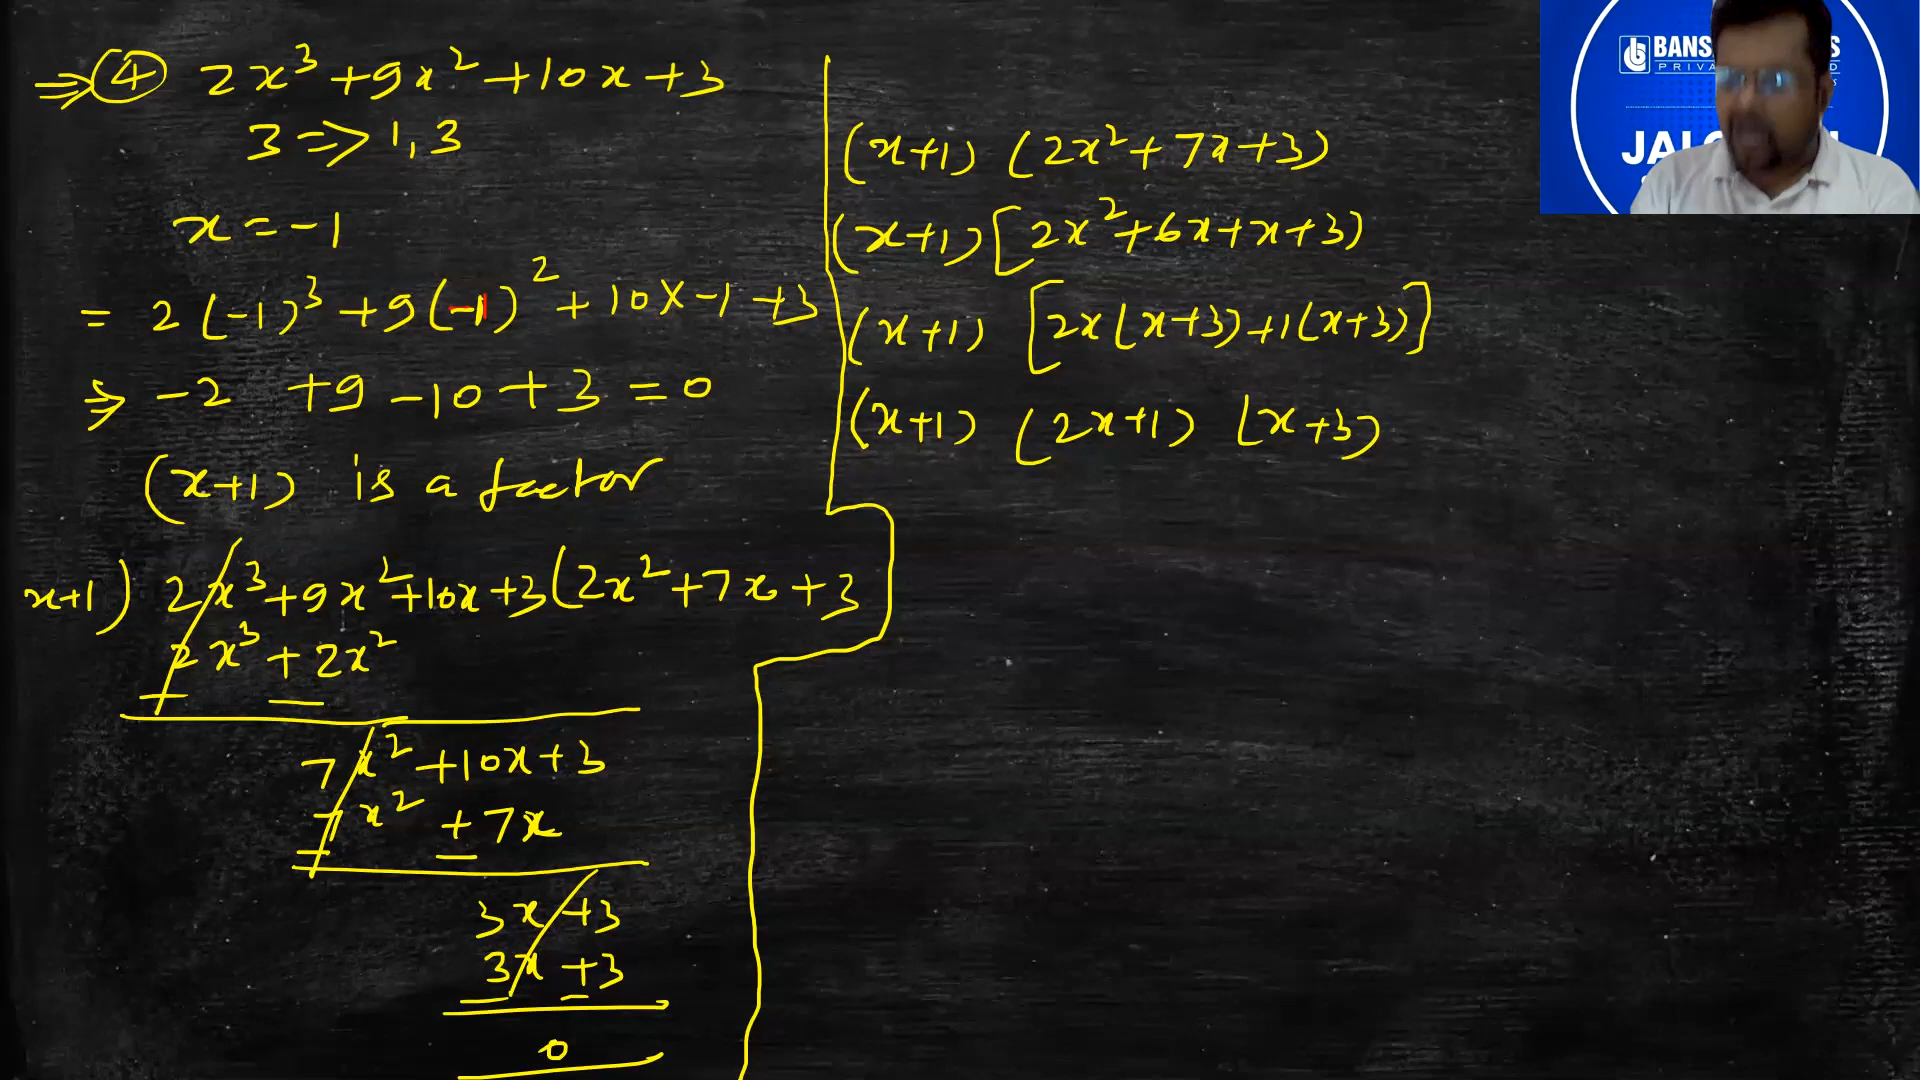 ⇒ ④ 2x³ + 9x² + 10x + 3
3 ⇒ 1, 3
x = -1
= 2(-1)³ + 9(-1)² + 10 × -1 + 3
⇒ -2 + 9 - 10 + 3 = 0
(x+1) is a factor
x+1 ) 2x³ + 9x² + 10x + 3 ( 2x² + 7x + 3
2x³ + 2x²
7x² + 10x + 3
7x² + 7x
3x + 3
3x + 3
0
(x+1) (2x² + 7x + 3)
(x+1) [2x² + 6x + x + 3)
(x+1) [2x(x+3) + 1(x+3)]
(x+1) (2x+1) (x+3)
BANS
PRIVA